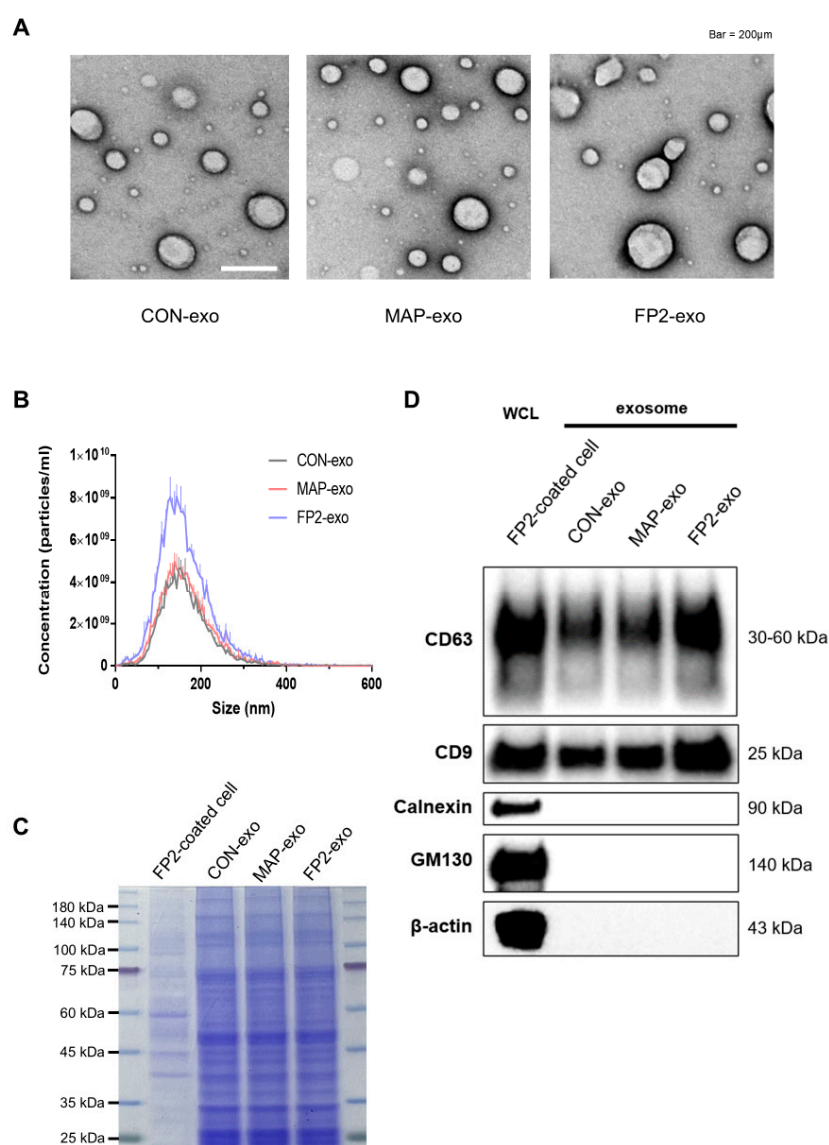 A
Bar = 200μm
CON-exo
MAP-exo
FP2-exo
B
Concentration (particles/ml)
1×10¹⁰
8×10⁰⁹
6×10⁰⁹
4×10⁰⁹
2×10⁰⁹
0
0
200
400
600
Size (nm)
CON-exo
MAP-exo
FP2-exo
C
FP2-coated cell
CON-exo
MAP-exo
FP2-exo
180 kDa
140 kDa
100 kDa
75 kDa
60 kDa
45 kDa
35 kDa
25 kDa
D
WCL
exosome
FP2-coated cell
CON-exo
MAP-exo
FP2-exo
CD63
30-60 kDa
CD9
25 kDa
Calnexin
90 kDa
GM130
140 kDa
β-actin
43 kDa